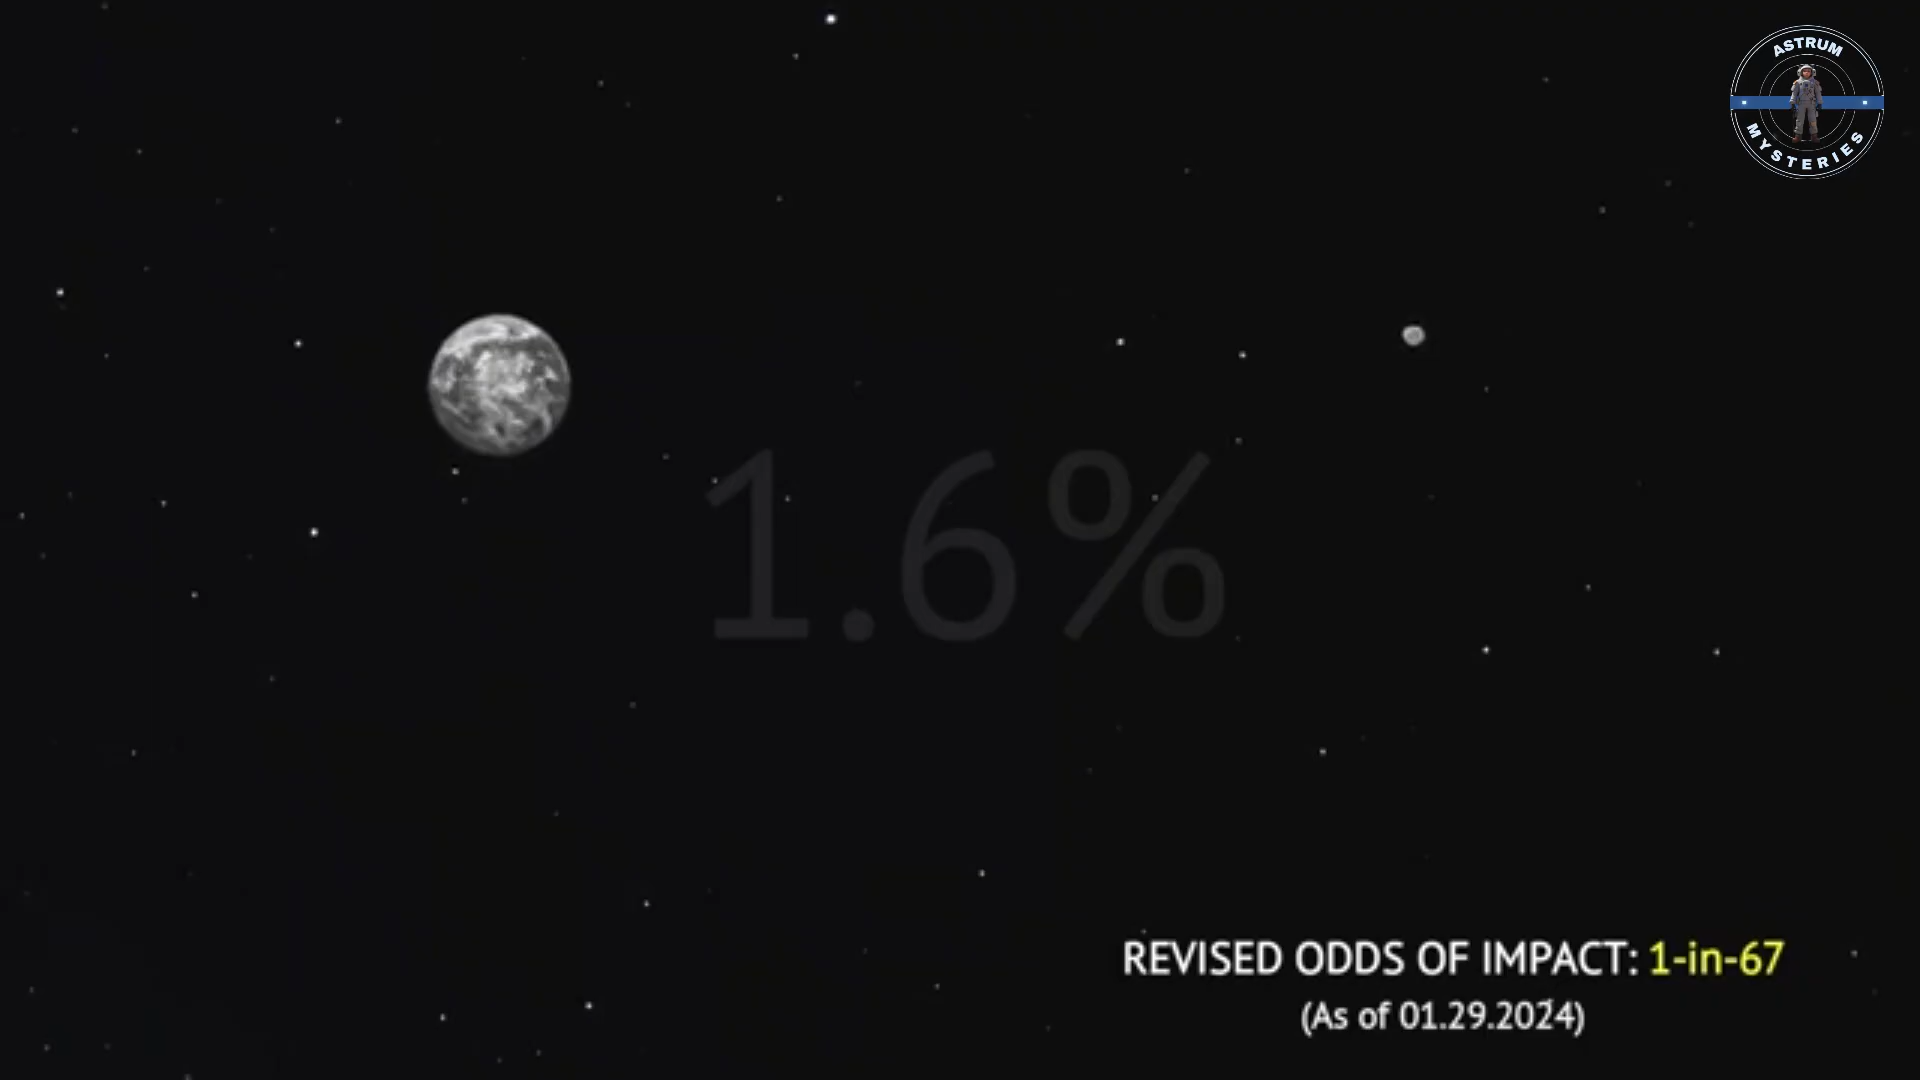 ASTRUM
MYSTERIES
1.6%
REVISED ODDS OF IMPACT: 1-in-67
(As of 01.29.2024)